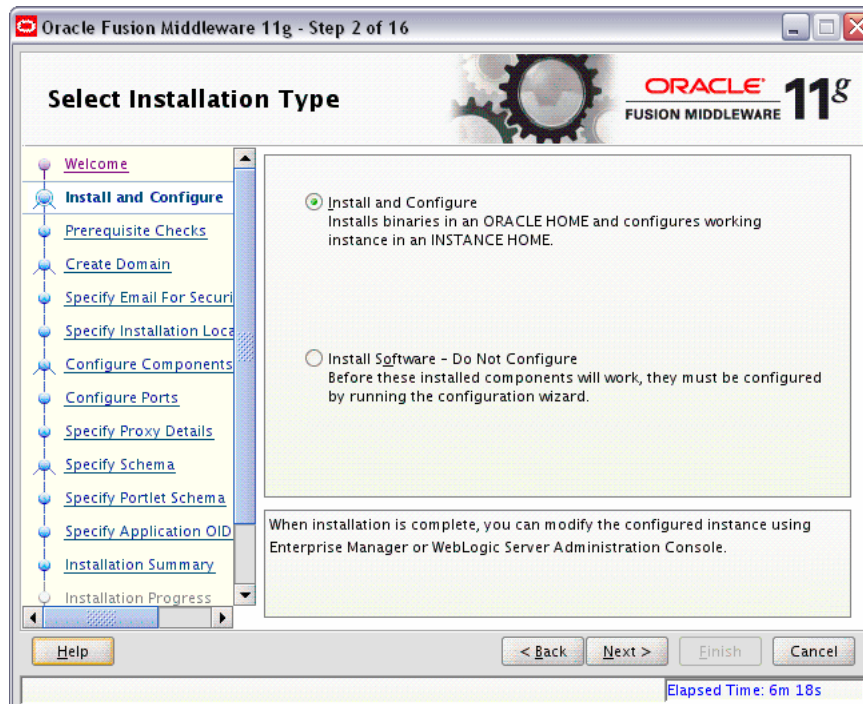 Oracle Fusion Middleware 11g - Step 2 of 16
Select Installation Type
ORACLE
FUSION MIDDLEWARE 11g
Welcome
Install and Configure
Prerequisite Checks
Create Domain
Specify Email For Securi
Specify Installation Loca
Configure Components
Configure Ports
Specify Proxy Details
Specify Schema
Specify Portlet Schema
Specify Application OID
Installation Summary
Installation Progress
Install and Configure
Installs binaries in an ORACLE HOME and configures working
instance in an INSTANCE HOME.
Install Software - Do Not Configure
Before these installed components will work, they must be configured
by running the configuration wizard.
When installation is complete, you can modify the configured instance using
Enterprise Manager or WebLogic Server Administration Console.
Help
< Back
Next >
Finish
Cancel
Elapsed Time: 6m 18s